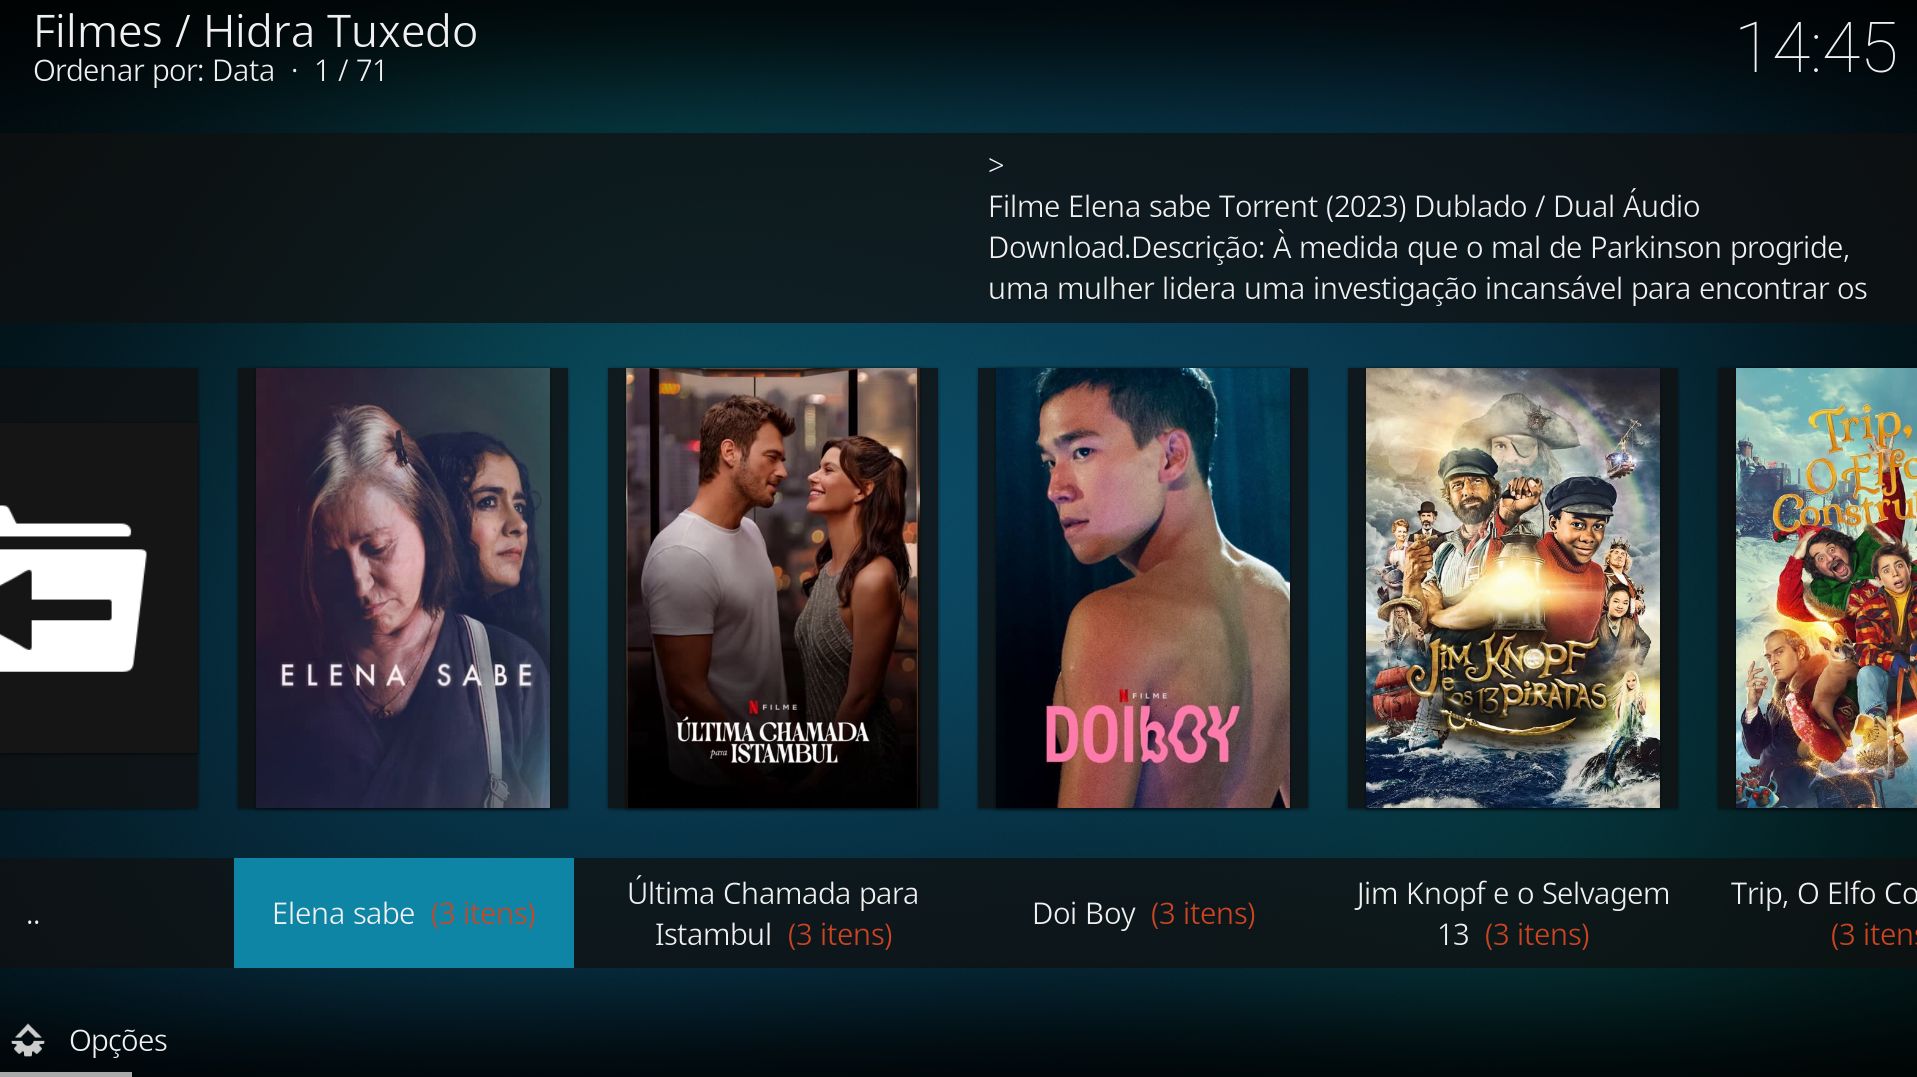 Filmes / Hidra Tuxedo
Ordenar por: Data · 1 / 71
14:45
>
Filme Elena sabe Torrent (2023) Dublado / Dual Áudio
Download.Descrição: À medida que o mal de Parkinson progride,
uma mulher lidera uma investigação incansável para encontrar os
ELENA SABE
N FILME
ÚLTIMA CHAMADA
para ISTAMBUL
N FILME
DOI bOY
JIM KNOPF
e os 13 PIRATAS
Trip,
O Elfo
Constru
..
Elena sabe (3 itens)
Última Chamada para
Istambul (3 itens)
Doi Boy (3 itens)
Jim Knopf e o Selvagem
13 (3 itens)
Trip, O Elfo Co
(3 itens
Opções